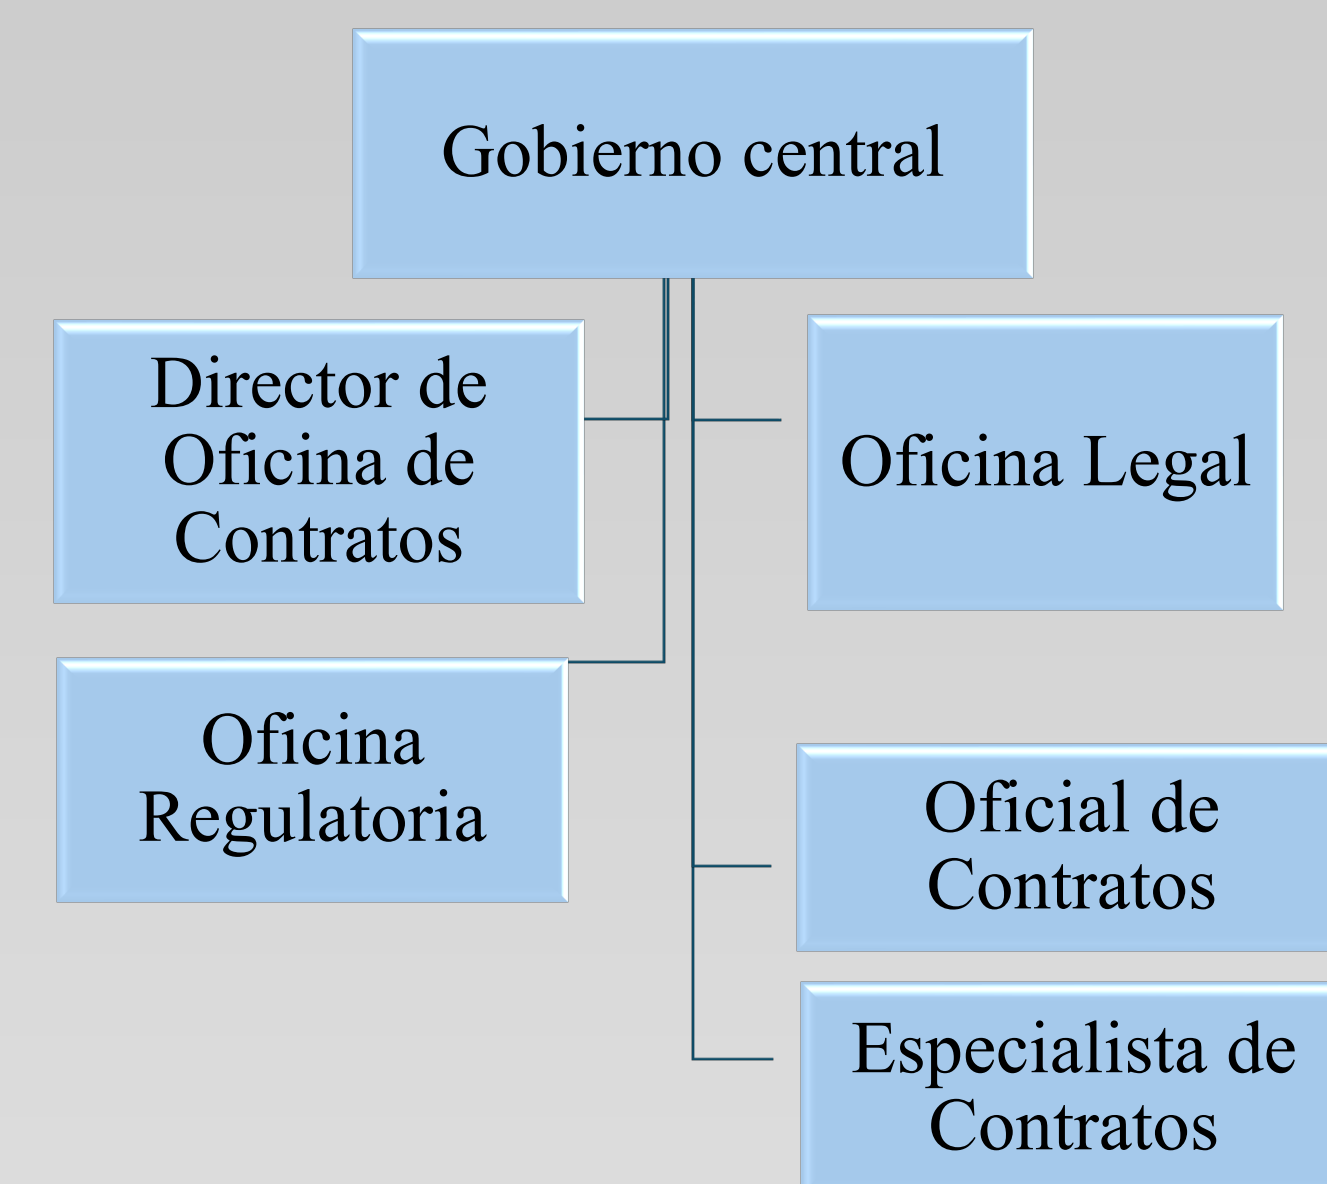 Gobierno central
Director de
Oficina de
Contratos
Oficina Legal
Oficina
Regulatoria
Oficial de
Contratos
Especialista de
Contratos